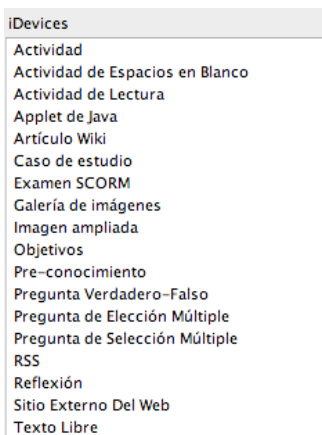 iDevices
Actividad
Actividad de Espacios en Blanco
Actividad de Lectura
Applet de Java
Artículo Wiki
Caso de estudio
Examen SCORM
Galería de imágenes
Imagen ampliada
Objetivos
Pre-conocimiento
Pregunta Verdadero-Falso
Pregunta de Elección Múltiple
Pregunta de Selección Múltiple
RSS
Reflexión
Sitio Externo Del Web
Texto Libre